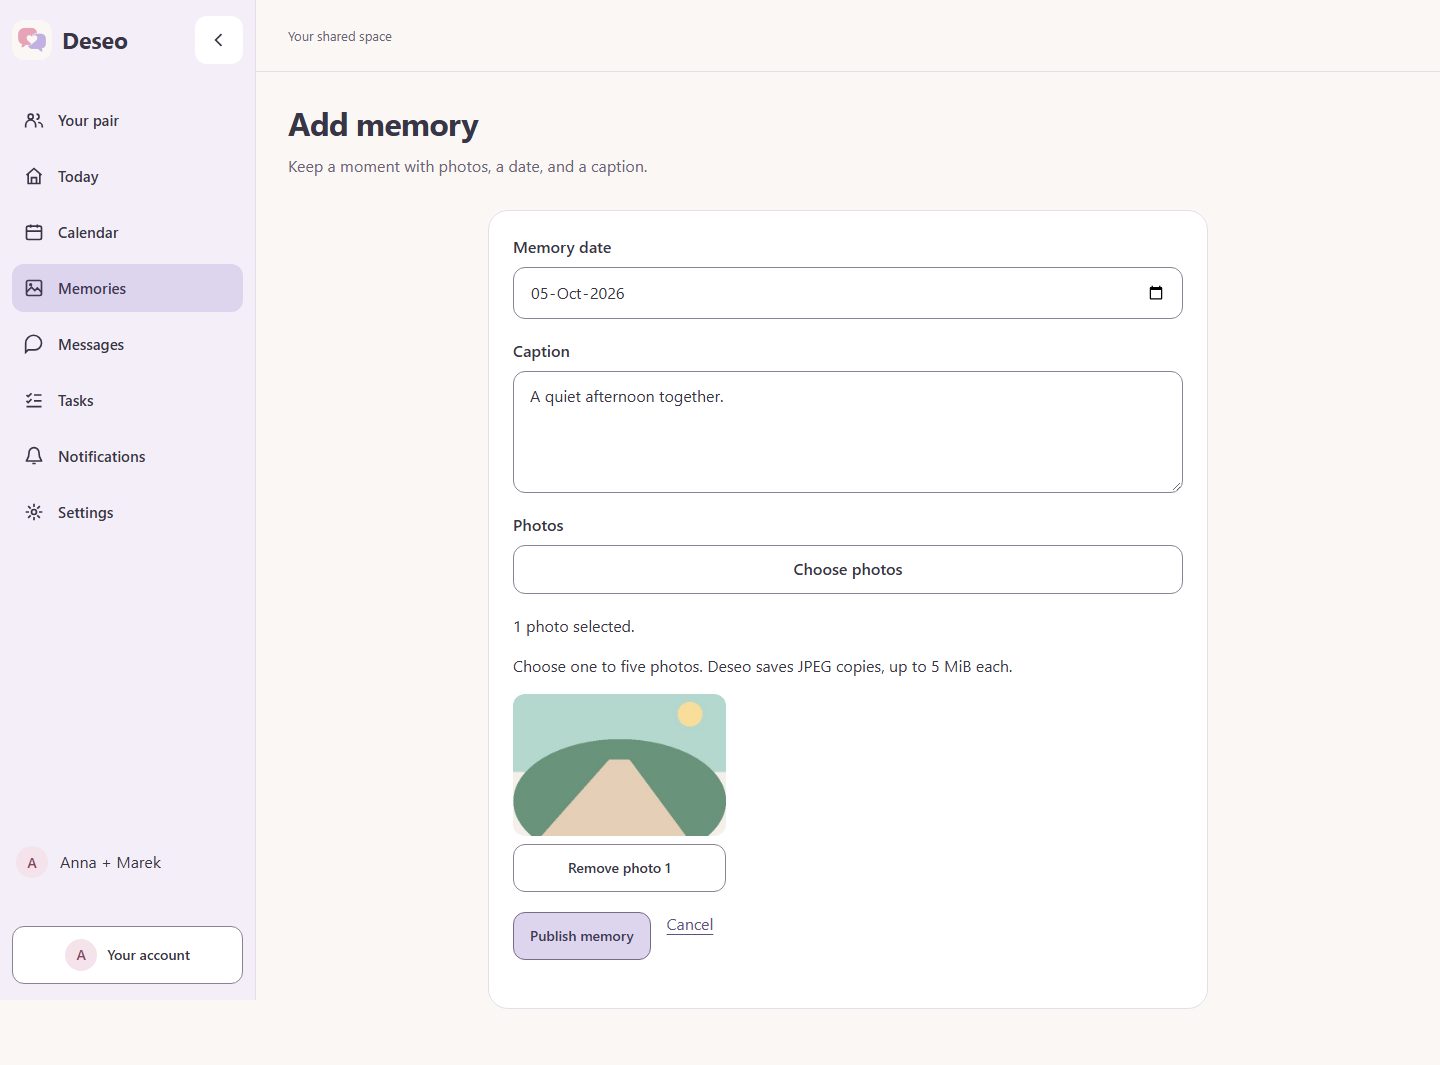 Deseo
Your shared space
Your pair
Today
Calendar
Memories
Messages
Tasks
Notifications
Settings
A
Anna + Marek
A
Your account
Add memory
Keep a moment with photos, a date, and a caption.
Memory date
05-Oct-2026
Caption
A quiet afternoon together.
Photos
Choose photos
1 photo selected.
Choose one to five photos. Deseo saves JPEG copies, up to 5 MiB each.
Remove photo 1
Publish memory
Cancel